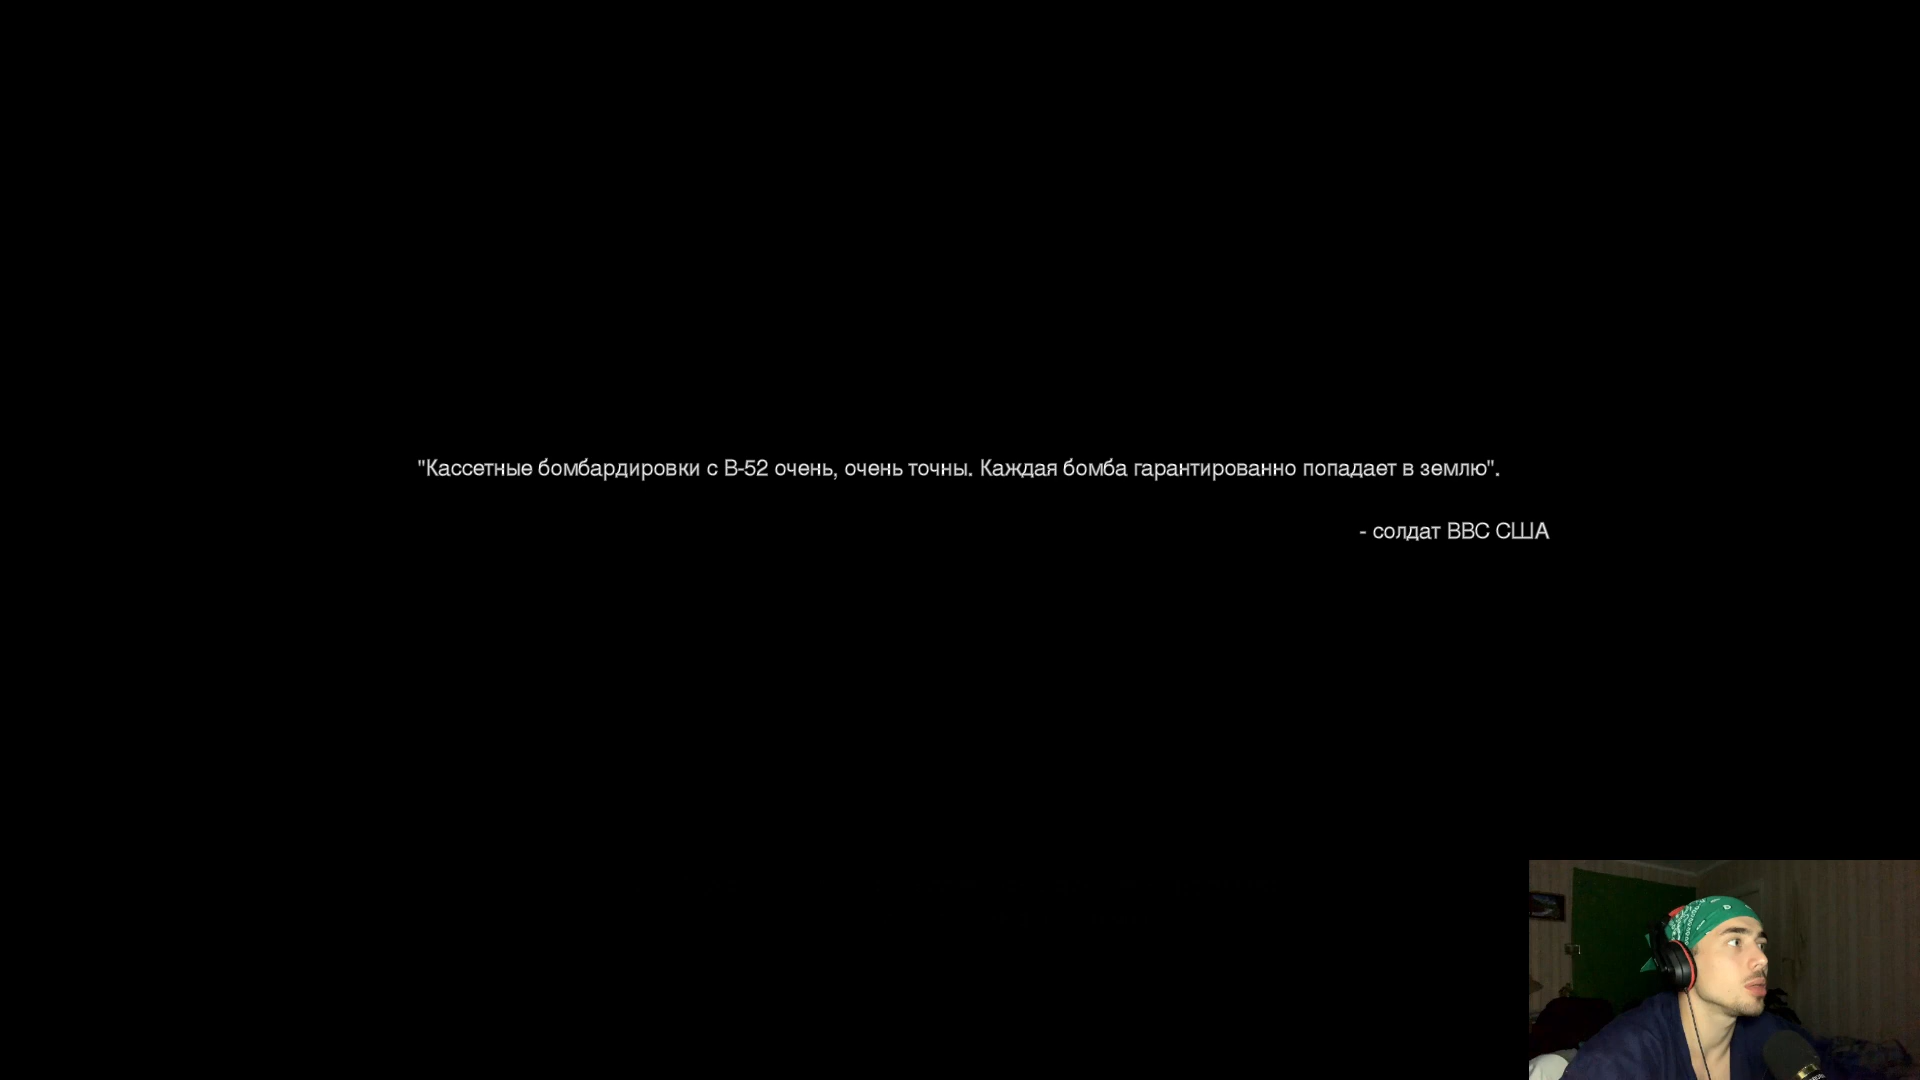 "Кассетные бомбардировки с B-52 очень, очень точны. Каждая бомба гарантированно попадает в землю".
- солдат ВВС США